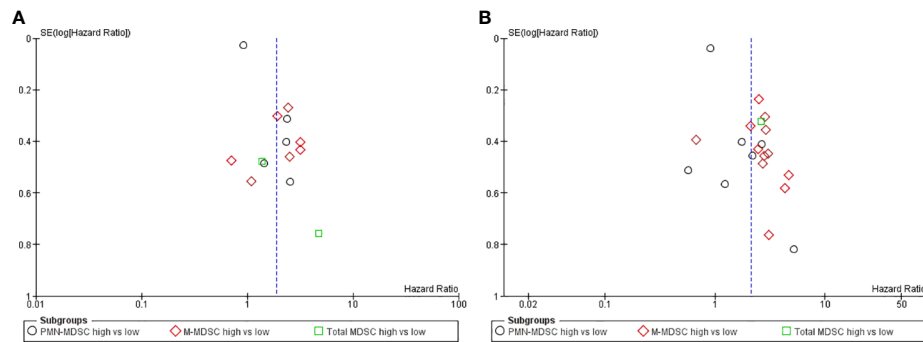 A
SE(log[Hazard Ratio])
0
0.2
0.4
0.6
0.8
1
0.01
0.1
1
10
100
Hazard Ratio
Subgroups
PMN-MDSC high vs low
M-MDSC high vs low
Total MDSC high vs low
B
SE(log[Hazard Ratio])
0
0.2
0.4
0.6
0.8
1
0.02
0.1
1
10
50
Hazard Ratio
Subgroups
PMN-MDSC high vs low
M-MDSC high vs low
Total MDSC high vs low